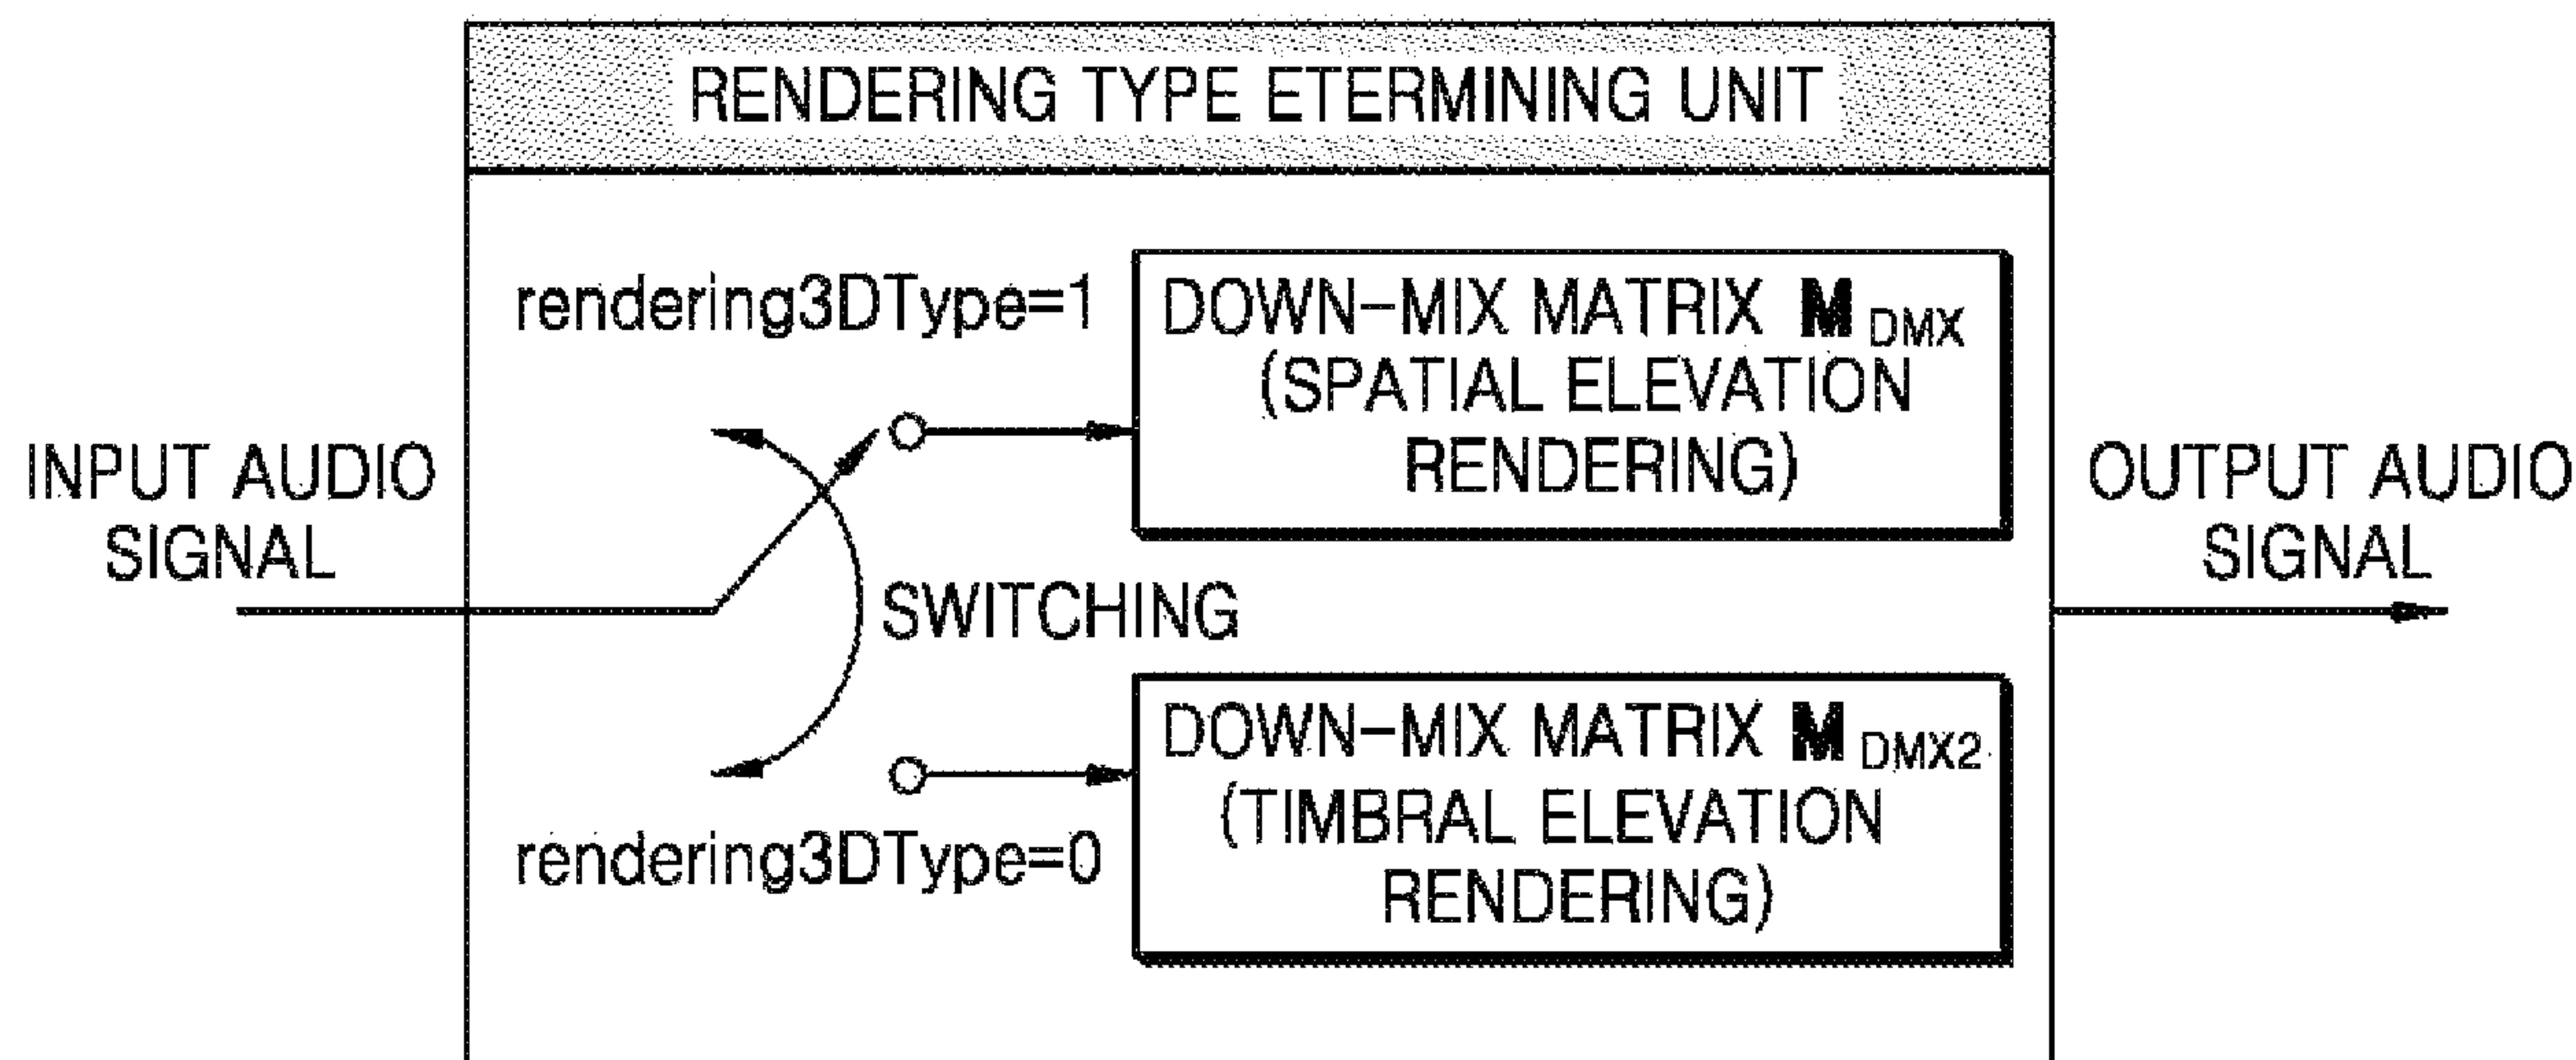 RENDERING TYPE ETERMINING UNIT
rendering3DType=1
DOWN-MIX MATRIX M DMX
(SPATIAL ELEVATION
RENDERING)
INPUT AUDIO
SIGNAL
SWITCHING
OUTPUT AUDIO
SIGNAL
rendering3DType=0
DOWN-MIX MATRIX M DMX2
(TIMBRAL ELEVATION
RENDERING)